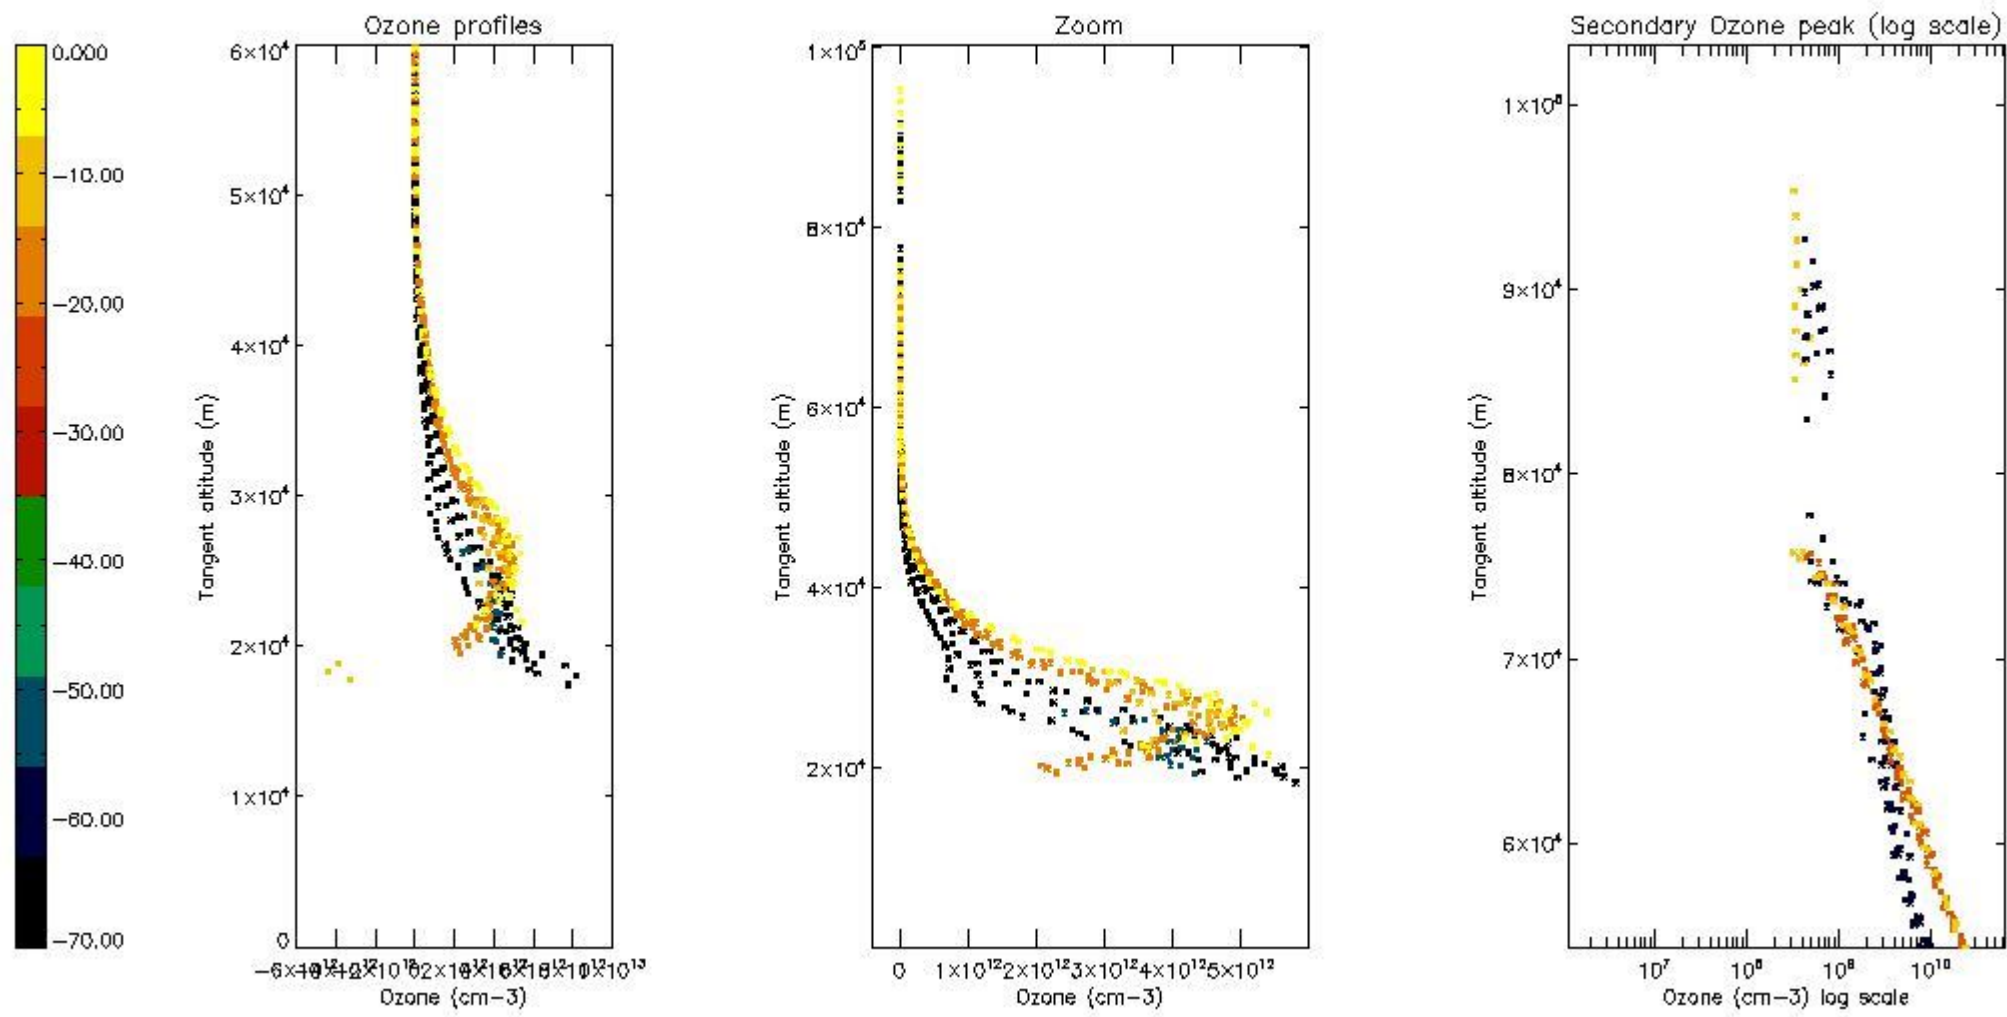 Ozone profiles
Zoom
Secondary Ozone peak (log scale)
0.000
−10.00
−20.00
−30.00
−40.00
−50.00
−60.00
−70.00
6×10⁴
5×10⁴
4×10⁴
3×10⁴
2×10⁴
1×10⁴
0
Tangent altitude (m)
Ozone (cm−3)
1×10⁵
8×10⁴
6×10⁴
4×10⁴
2×10⁴
Tangent altitude (m)
0 1×10¹² 2×10¹² 3×10¹² 4×10¹² 5×10¹²
Ozone (cm−3)
9×10⁴
8×10⁴
7×10⁴
6×10⁴
Tangent altitude (m)
10⁷ 10⁸ 10⁹ 10¹⁰
Ozone (cm−3) log scale